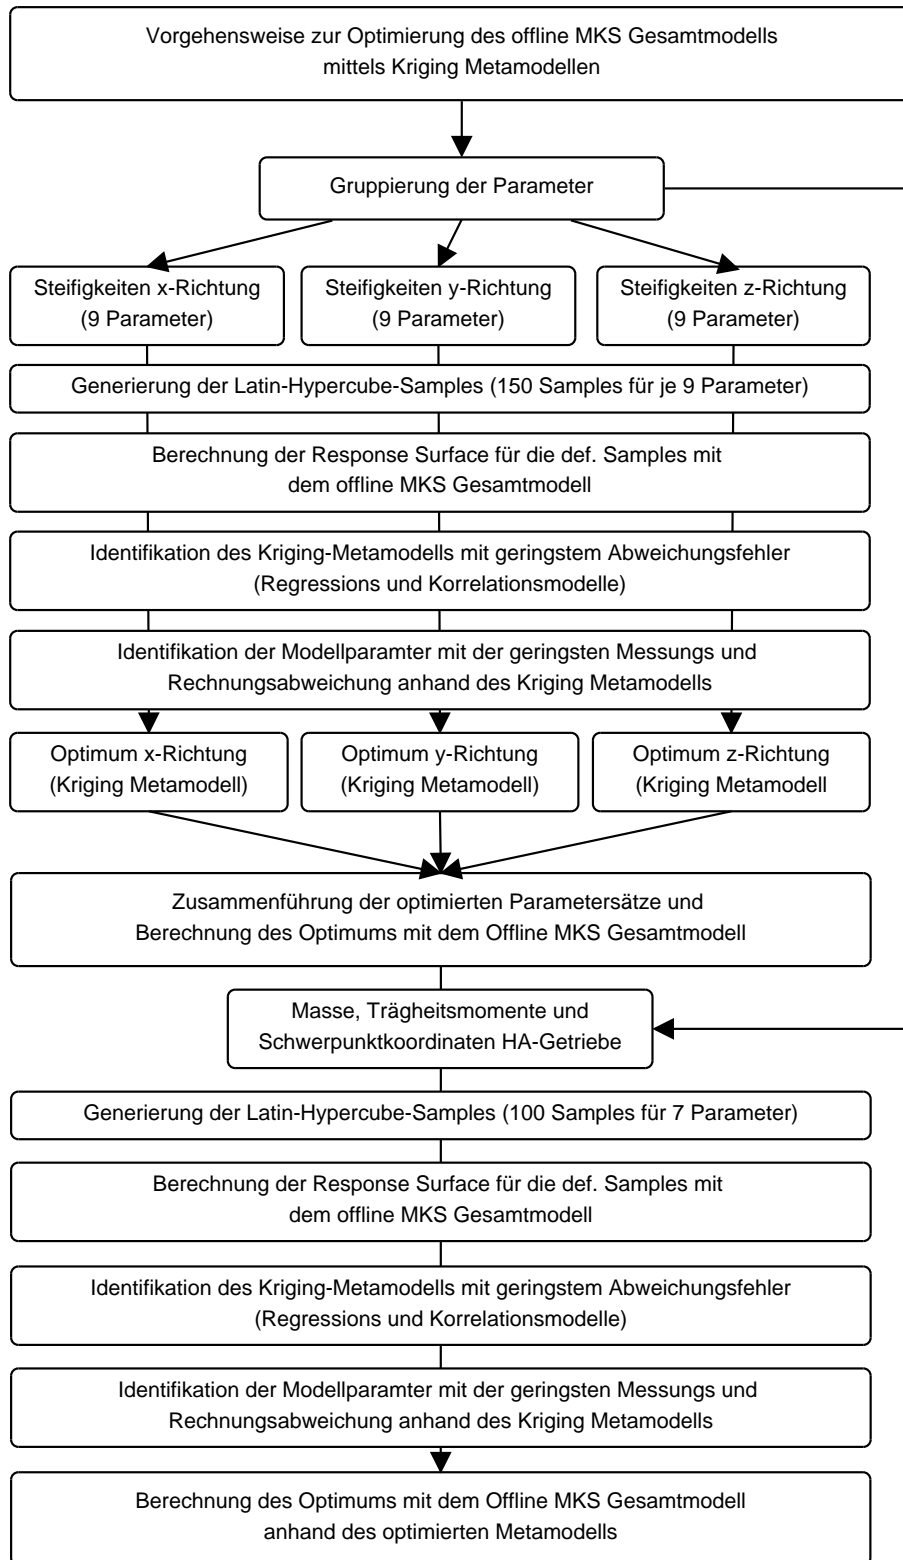 Vorgehensweise zur Optimierung des offline MKS Gesamtmodells
mittels Kriging Metamodellen
Gruppierung der Parameter
Steifigkeiten x-Richtung
(9 Parameter)
Steifigkeiten y-Richtung
(9 Parameter)
Steifigkeiten z-Richtung
(9 Parameter)
Generierung der Latin-Hypercube-Samples (150 Samples für je 9 Parameter)
Berechnung der Response Surface für die def. Samples mit
dem offline MKS Gesamtmodell
Identifikation des Kriging-Metamodells mit geringstem Abweichungsfehler
(Regressions und Korrelationsmodelle)
Identifikation der Modellparamter mit der geringsten Messungs und
Rechnungsabweichung anhand des Kriging Metamodells
Optimum x-Richtung
(Kriging Metamodell)
Optimum y-Richtung
(Kriging Metamodell)
Optimum z-Richtung
(Kriging Metamodell
Zusammenführung der optimierten Parametersätze und
Berechnung des Optimums mit dem Offline MKS Gesamtmodell
Masse, Trägheitsmomente und
Schwerpunktkoordinaten HA-Getriebe
Generierung der Latin-Hypercube-Samples (100 Samples für 7 Parameter)
Berechnung der Response Surface für die def. Samples mit
dem offline MKS Gesamtmodell
Identifikation des Kriging-Metamodells mit geringstem Abweichungsfehler
(Regressions und Korrelationsmodelle)
Identifikation der Modellparamter mit der geringsten Messungs und
Rechnungsabweichung anhand des Kriging Metamodells
Berechnung des Optimums mit dem Offline MKS Gesamtmodell
anhand des optimierten Metamodells